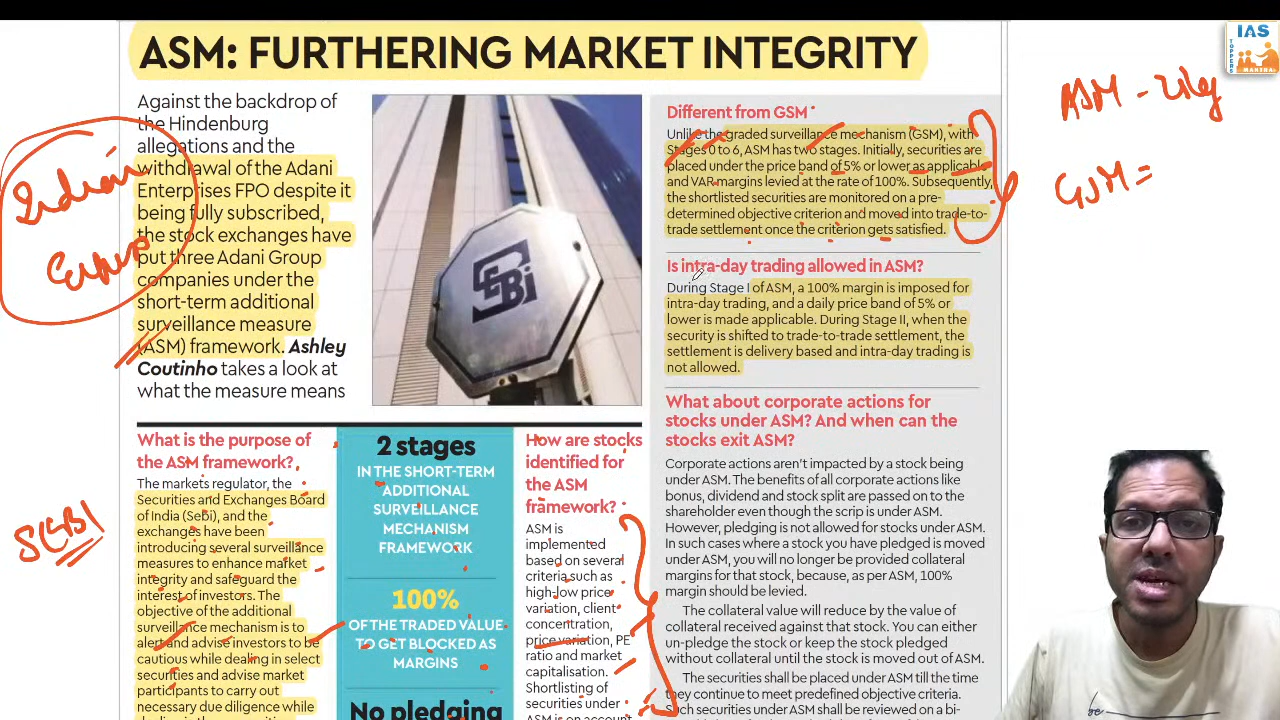 ASM: FURTHERING MARKET INTEGRITY
IAS
TOPPERS
MANTRA
Against the backdrop of
the Hindenburg
allegations and the
withdrawal of the Adani
Enterprises FPO despite it
being fully subscribed,
the stock exchanges have
put three Adani Group
companies under the
short-term additional
surveillance measure
(ASM) framework. Ashley
Coutinho takes a look at
what the measure means
Indian
Express
SEBI
SEBI
What is the purpose of
the ASM framework?
The markets regulator, the
Securities and Exchanges Board
of India (Sebi), and the
exchanges have been
introducing several surveillance
measures to enhance market
integrity and safeguard the
interest of investors. The
objective of the additional
surveillance mechanism is to
alert and advise investors to be
cautious while dealing in select
securities and advise market
participants to carry out
necessary due diligence while
2 stages
IN THE SHORT-TERM
ADDITIONAL
SURVEILLANCE
MECHANISM
FRAMEWORK
100%
OF THE TRADED VALUE
TO GET BLOCKED AS
MARGINS
No pledging
How are stocks
identified for
the ASM
framework?
ASM is
implemented
based on several
criteria such as
high-low price
variation, client
concentration,
price variation, PE
ratio and market
capitalisation.
Shortlisting of
securities under
ASM is on account
Different from GSM
Unlike the graded surveillance mechanism (GSM), with
Stages 0 to 6, ASM has two stages. Initially, securities are
placed under the price band of 5% or lower as applicable
and VAR margins levied at the rate of 100%. Subsequently,
the shortlisted securities are monitored on a pre-
determined objective criterion and moved into trade-to-
trade settlement once the criterion gets satisfied.
Is intra-day trading allowed in ASM?
During Stage I of ASM, a 100% margin is imposed for
intra-day trading, and a daily price band of 5% or
lower is made applicable. During Stage II, when the
security is shifted to trade-to-trade settlement, the
settlement is delivery based and intra-day trading is
not allowed.
What about corporate actions for
stocks under ASM? And when can the
stocks exit ASM?
Corporate actions aren't impacted by a stock being
under ASM. The benefits of all corporate actions like
bonus, dividend and stock split are passed on to the
shareholder even though the scrip is under ASM.
However, pledging is not allowed for stocks under ASM.
In such cases where a stock you have pledged is moved
under ASM, you will no longer be provided collateral
margins for that stock, because, as per ASM, 100%
margin should be levied.
The collateral value will reduce by the value of
collateral received against that stock. You can either
un-pledge the stock or keep the stock pledged
without collateral until the stock is moved out of ASM.
The securities shall be placed under ASM till the time
they continue to meet predefined objective criteria.
Such securities under ASM shall be reviewed on a bi-
ASM -
GSM =
be